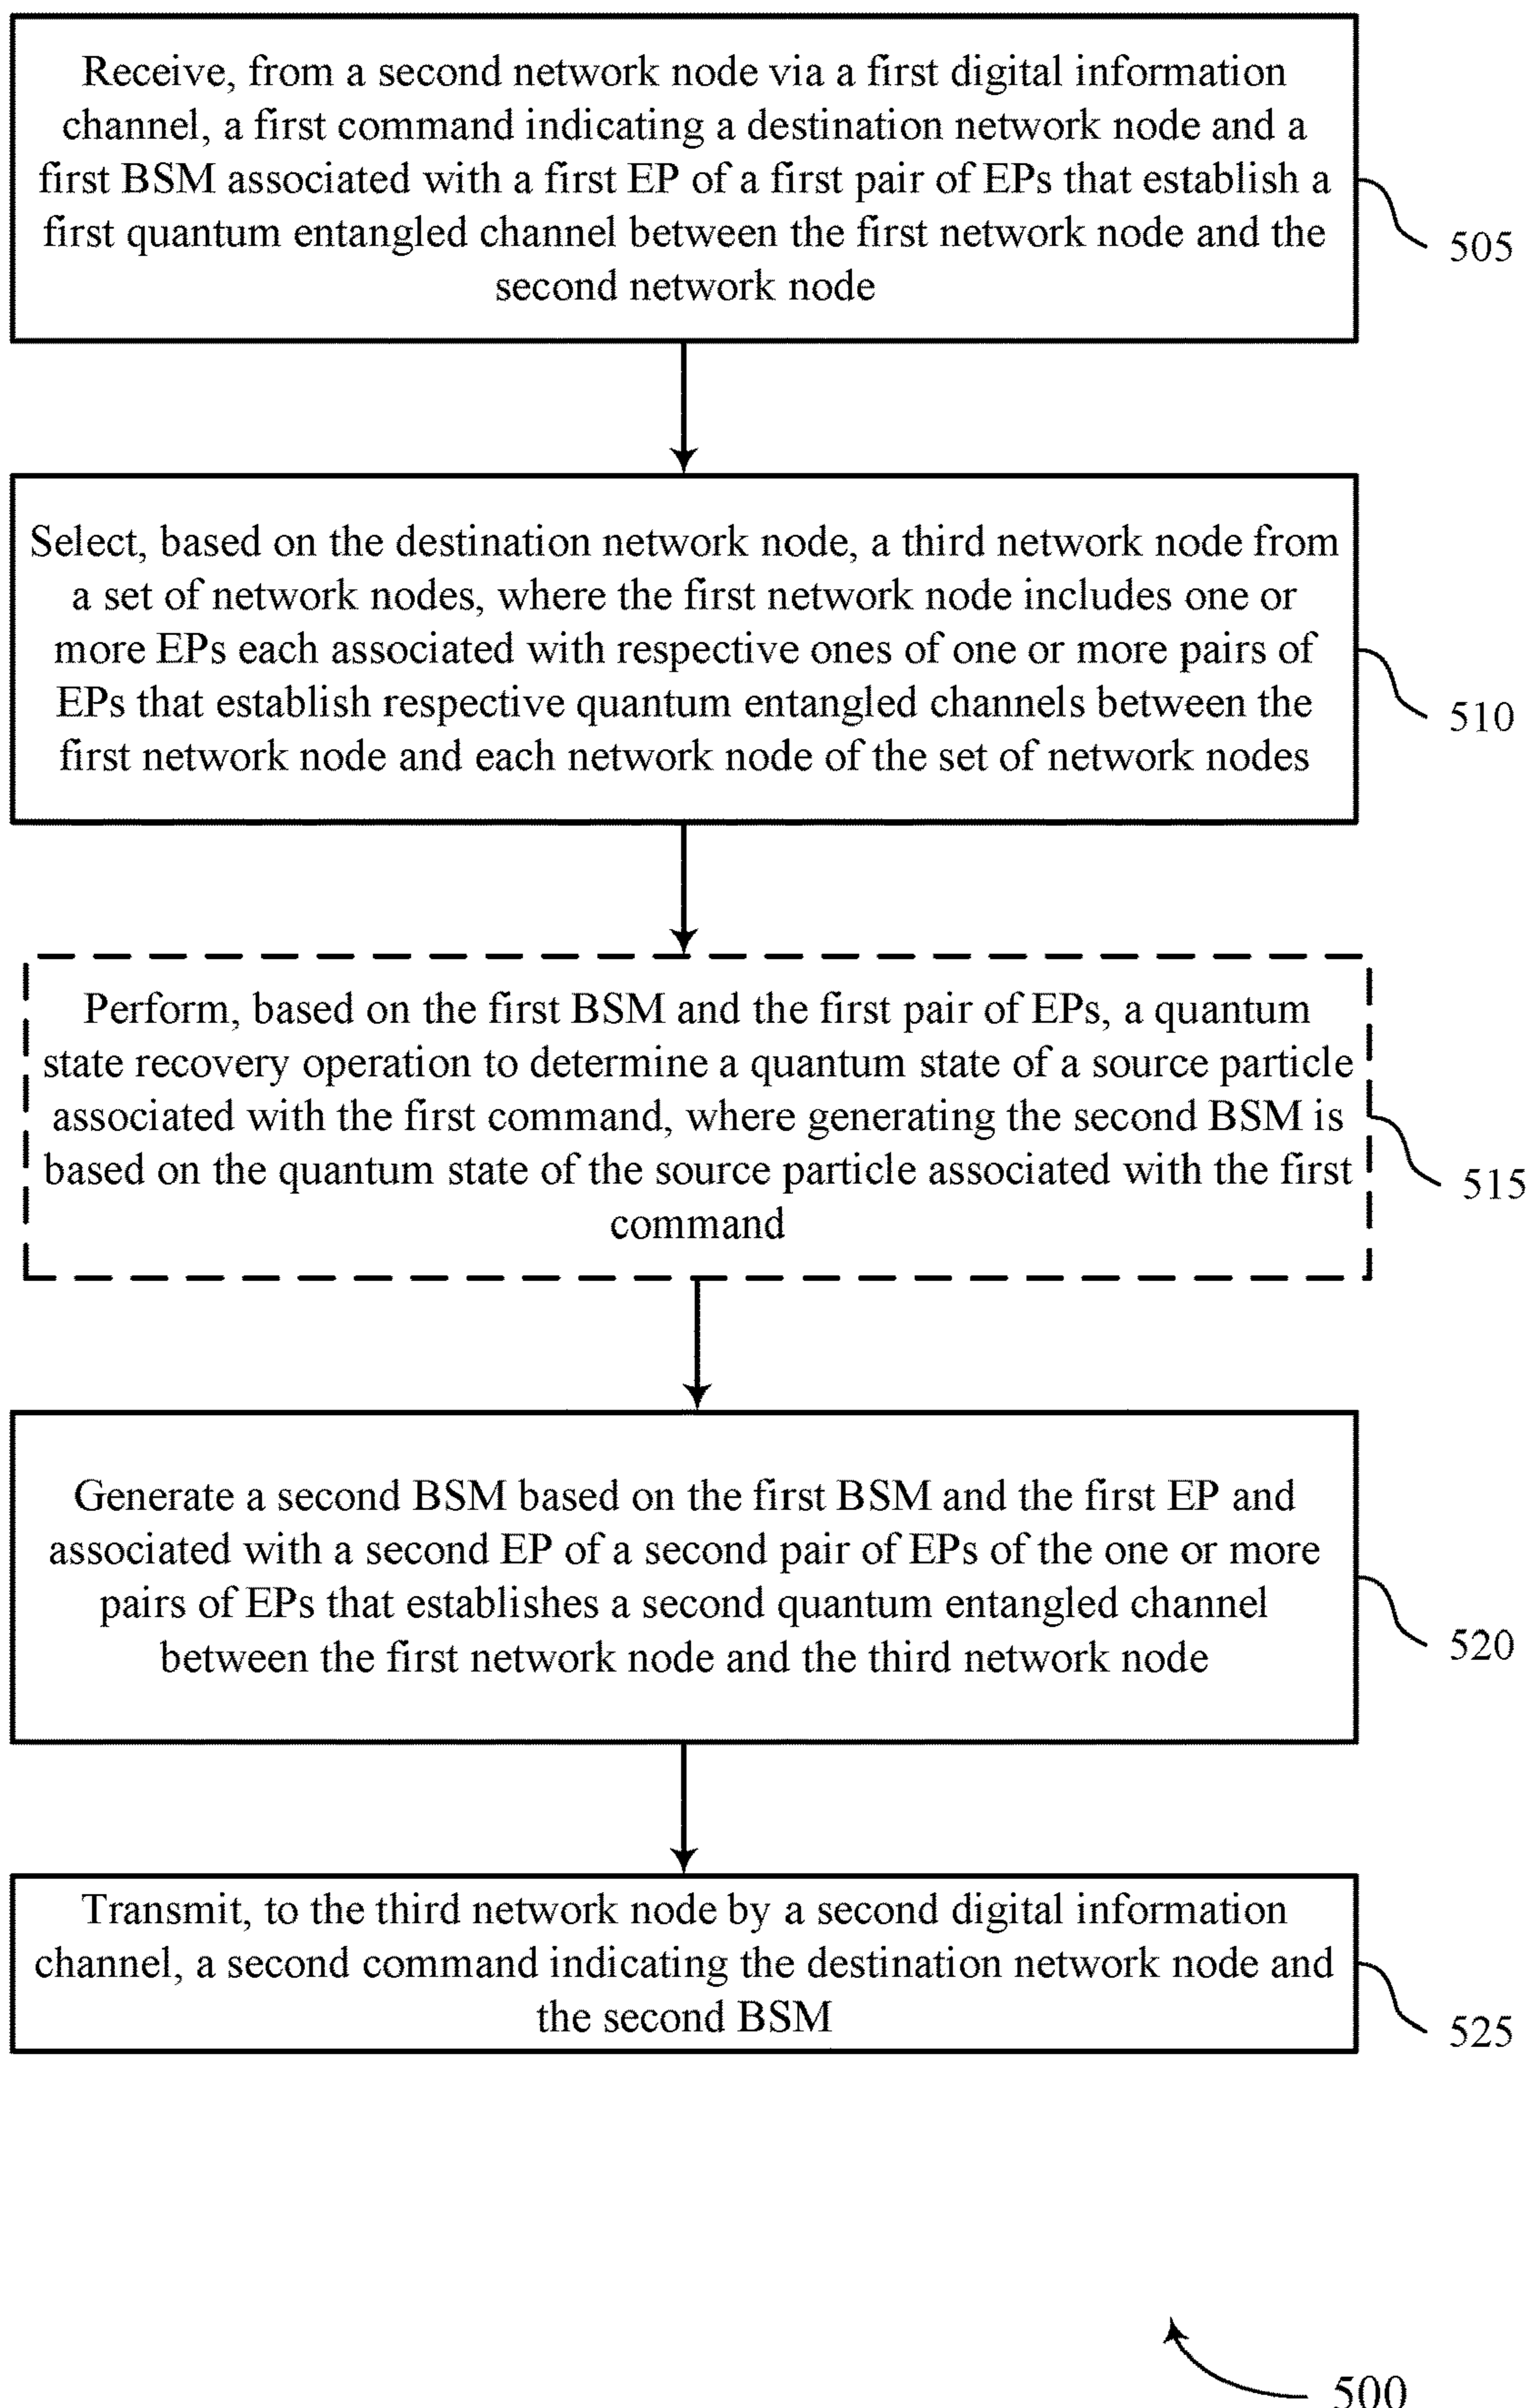 Receive, from a second network node via a first digital information
channel, a first command indicating a destination network node and a
first BSM associated with a first EP of a first pair of EPs that establish a
first quantum entangled channel between the first network node and the
second network node
505
Select, based on the destination network node, a third network node from
a set of network nodes, where the first network node includes one or
more EPs each associated with respective ones of one or more pairs of
EPs that establish respective quantum entangled channels between the
first network node and each network node of the set of network nodes
510
Perform, based on the first BSM and the first pair of EPs, a quantum
state recovery operation to determine a quantum state of a source particle
associated with the first command, where generating the second BSM is
based on the quantum state of the source particle associated with the first
command
515
Generate a second BSM based on the first BSM and the first EP and
associated with a second EP of a second pair of EPs of the one or more
pairs of EPs that establishes a second quantum entangled channel
between the first network node and the third network node
520
Transmit, to the third network node by a second digital information
channel, a second command indicating the destination network node and
the second BSM
525
500